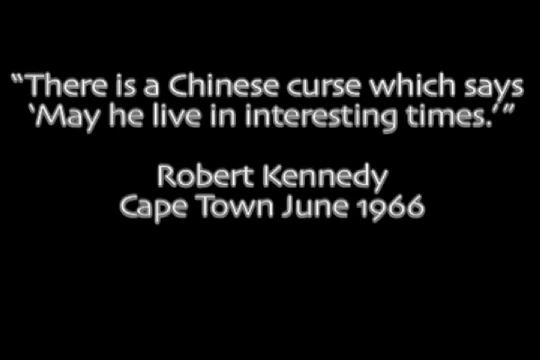 “There is a Chinese curse which says
‘May he live in interesting times.’”
Robert Kennedy
Cape Town June 1966